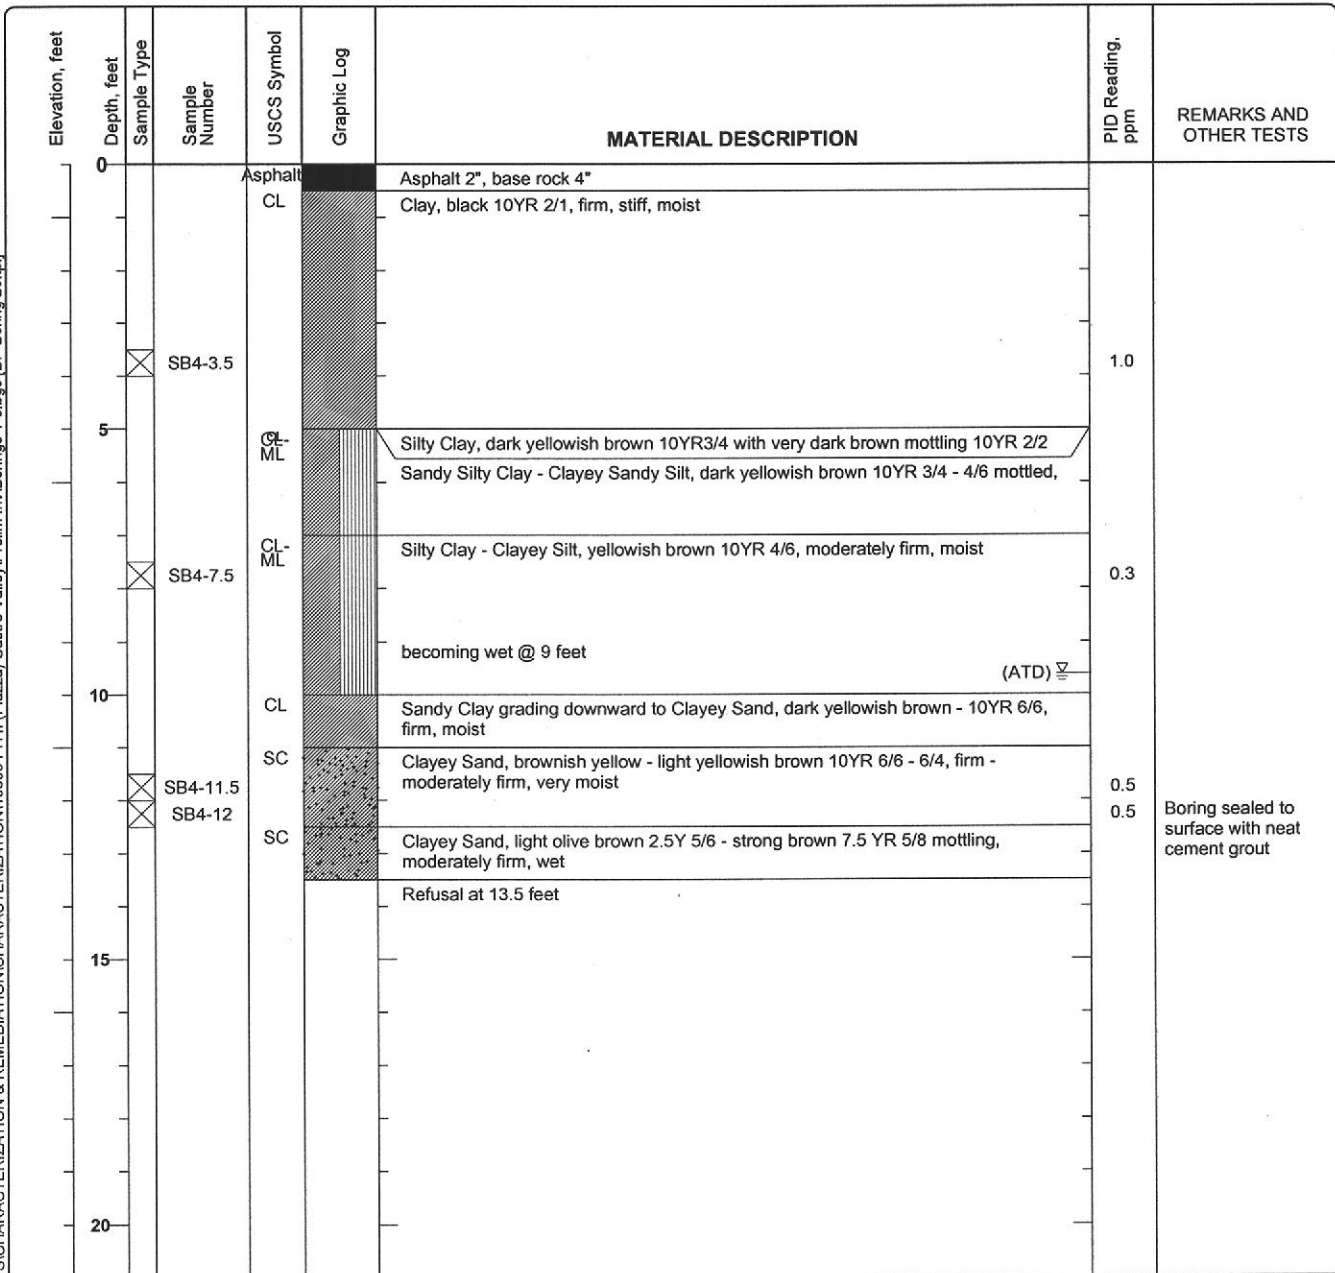 Elevation, feet
Depth, feet
Sample Type
Sample
Number
USCS Symbol
Graphic Log
MATERIAL DESCRIPTION
PID Reading,
ppm
REMARKS AND
OTHER TESTS
0
Asphalt
Asphalt 2", base rock 4"
CL
Clay, black 10YR 2/1, firm, stiff, moist
SB4-3.5
1.0
5
CL-
ML
Silty Clay, dark yellowish brown 10YR3/4 with very dark brown mottling 10YR 2/2
Sandy Silty Clay - Clayey Sandy Silt, dark yellowish brown 10YR 3/4 - 4/6 mottled,
CL-
ML
Silty Clay - Clayey Silt, yellowish brown 10YR 4/6, moderately firm, moist
SB4-7.5
0.3
becoming wet @ 9 feet
(ATD)
10
CL
Sandy Clay grading downward to Clayey Sand, dark yellowish brown - 10YR 6/6,
firm, moist
SC
Clayey Sand, brownish yellow - light yellowish brown 10YR 6/6 - 6/4, firm -
moderately firm, very moist
SB4-11.5
0.5
SB4-12
0.5
Boring sealed to
surface with neat
cement grout
SC
Clayey Sand, light olive brown 2.5Y 5/6 - strong brown 7.5 YR 5/8 mottling,
moderately firm, wet
Refusal at 13.5 feet
15
20